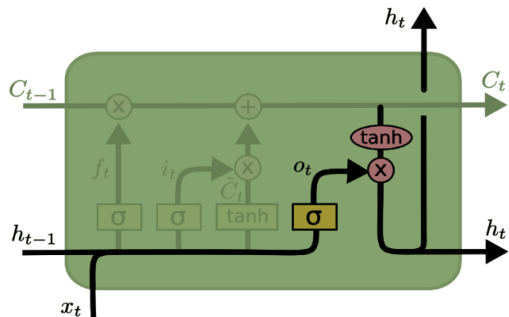 h_t
C_{t-1} C_t
x +
tanh
f_t i_t x o_t x
C̃_t
σ σ tanh σ
h_{t-1} h_t
x_t